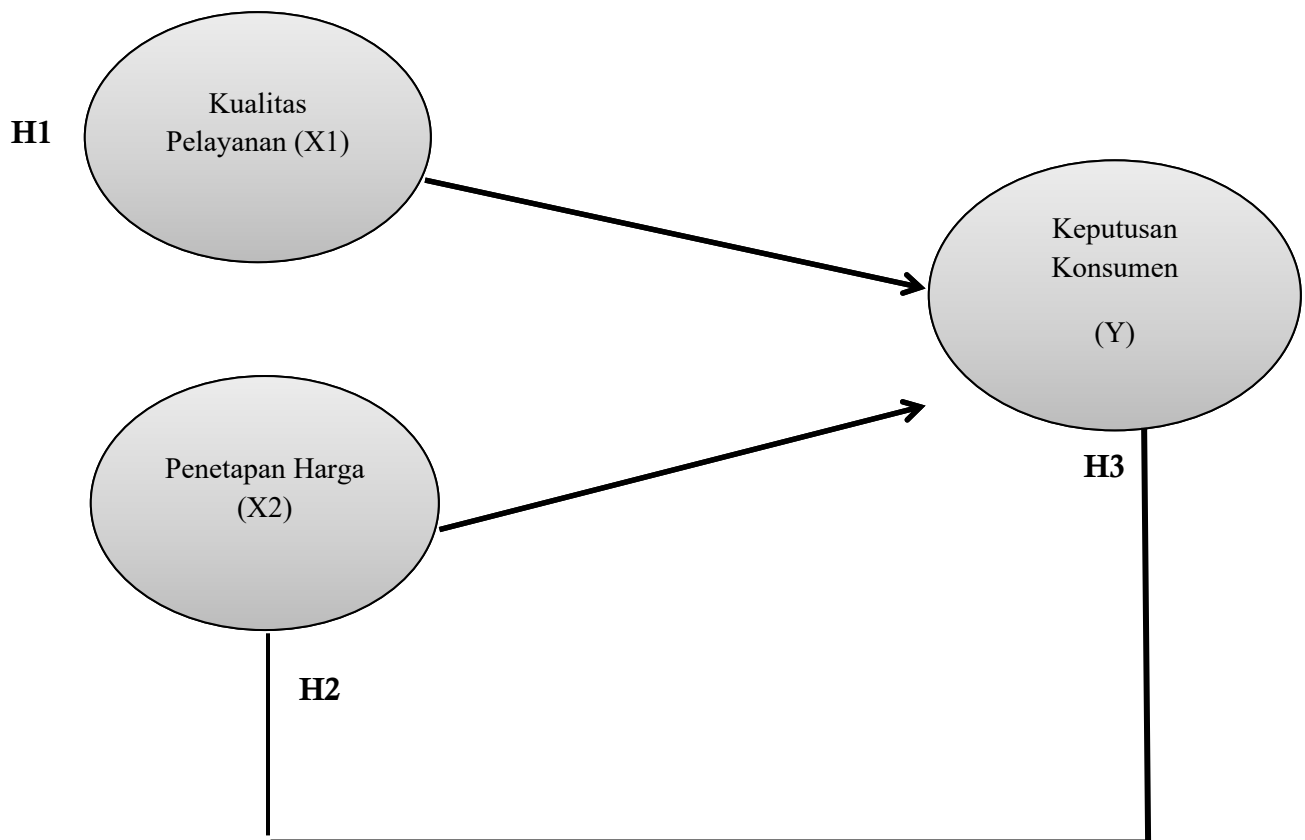 H1
Kualitas
Pelayanan (X1)
Keputusan
Konsumen
(Y)
Penetapan Harga
(X2)
H3
H2